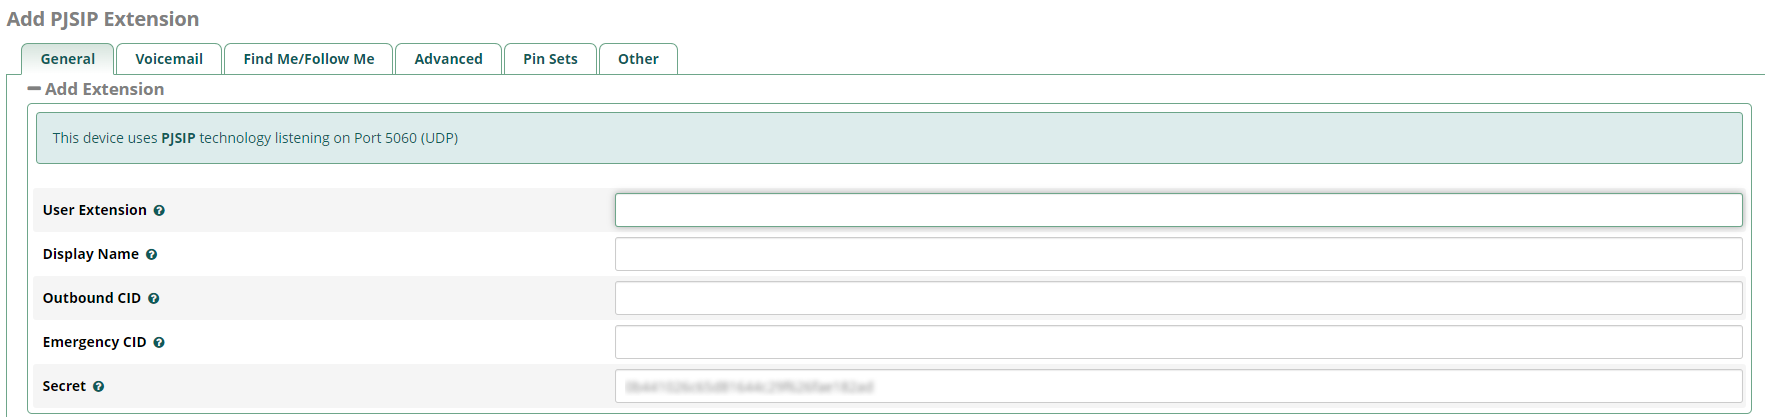 Add PJSIP Extension
General Voicemail Find Me/Follow Me Advanced Pin Sets Other
Add Extension
This device uses PJSIP technology listening on Port 5060 (UDP)
User Extension
Display Name
Outbound CID
Emergency CID
Secret